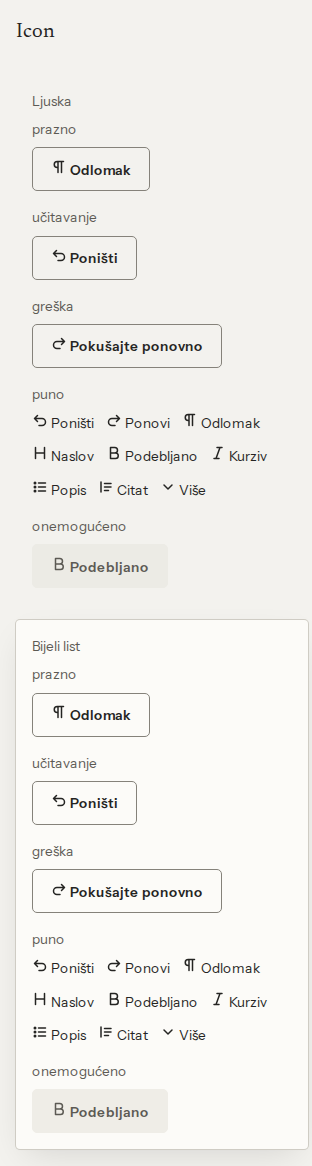 Icon
Ljuska
prazno
Odlomak
učitavanje
Poništi
greška
Pokušajte ponovno
puno
Poništi Ponovi Odlomak
Naslov Podebljano Kurziv
Popis Citat Više
onemogućeno
Podebljano
Bijeli list
prazno
Odlomak
učitavanje
Poništi
greška
Pokušajte ponovno
puno
Poništi Ponovi Odlomak
Naslov Podebljano Kurziv
Popis Citat Više
onemogućeno
Podebljano